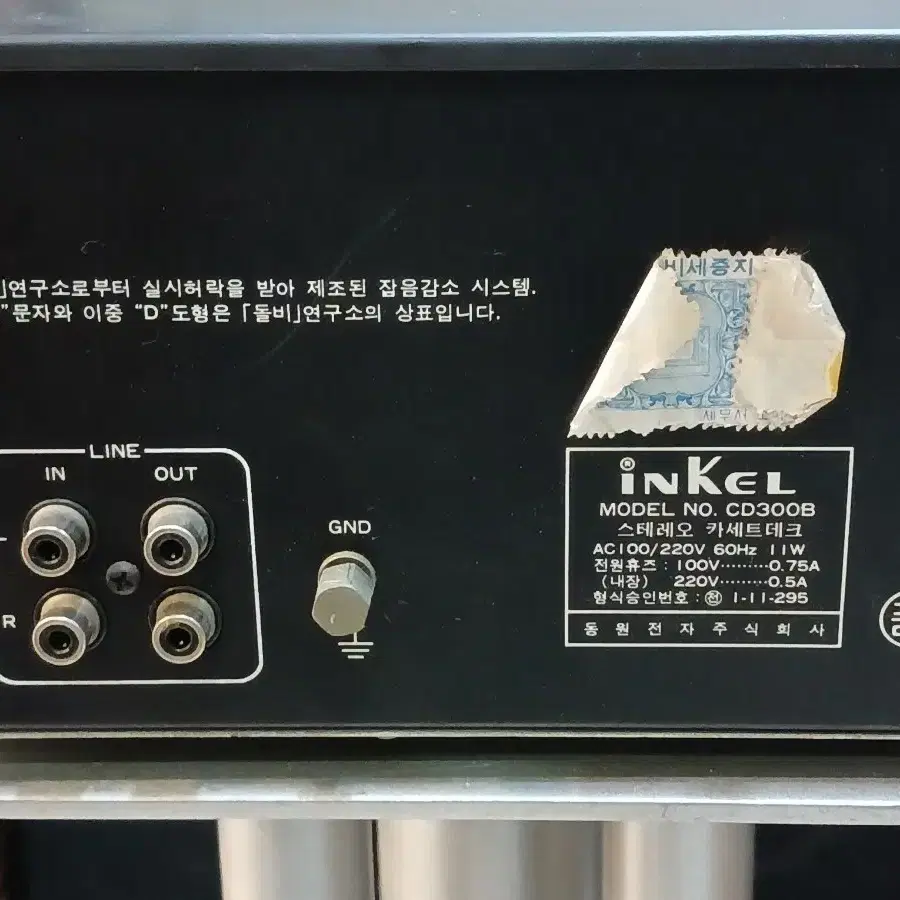 」연구소로부터 실시허락을 받아 제조된 잡음감소 시스템.
”문자와 이중 “D”도형은 「돌비」연구소의 상표입니다.
세증지
세무서
LINE
IN OUT
R
GND
® inKEL
MODEL NO. CD300B
스테레오 카세트데크
AC100/220V 60Hz 11W
전원휴즈 : 100V········0.75A
(내장) 220V········0.5A
형식승인번호 : ㊝ 1-11-295
동원전자주식회사